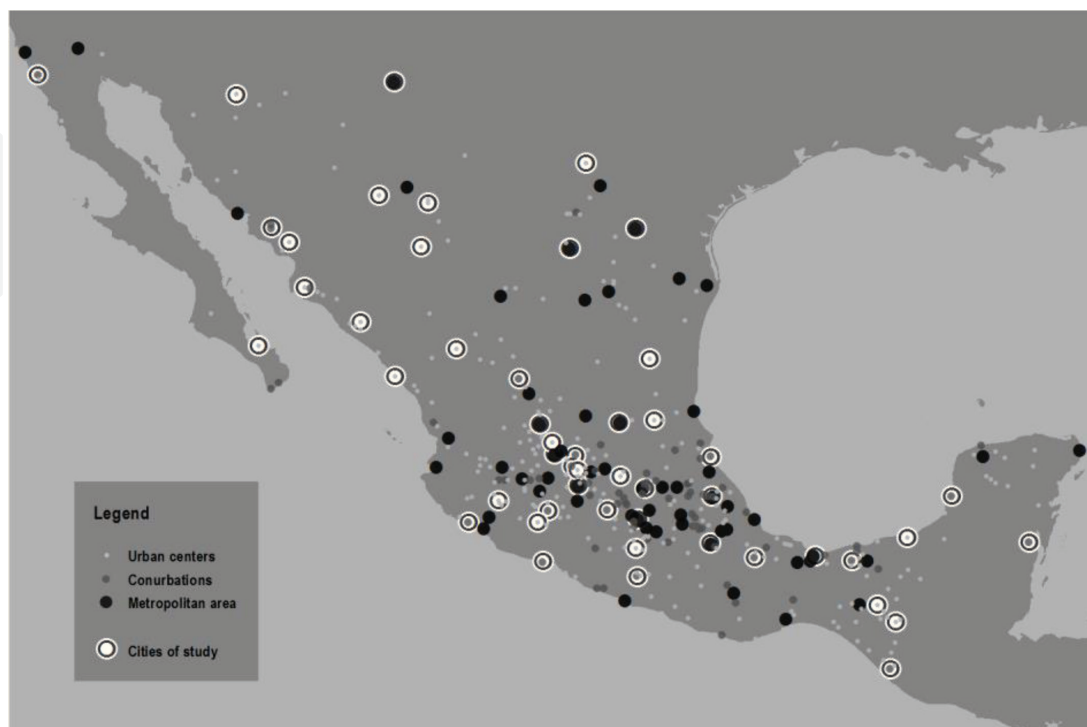 Legend
Urban centers
Conurbations
Metropolitan area
Cities of study